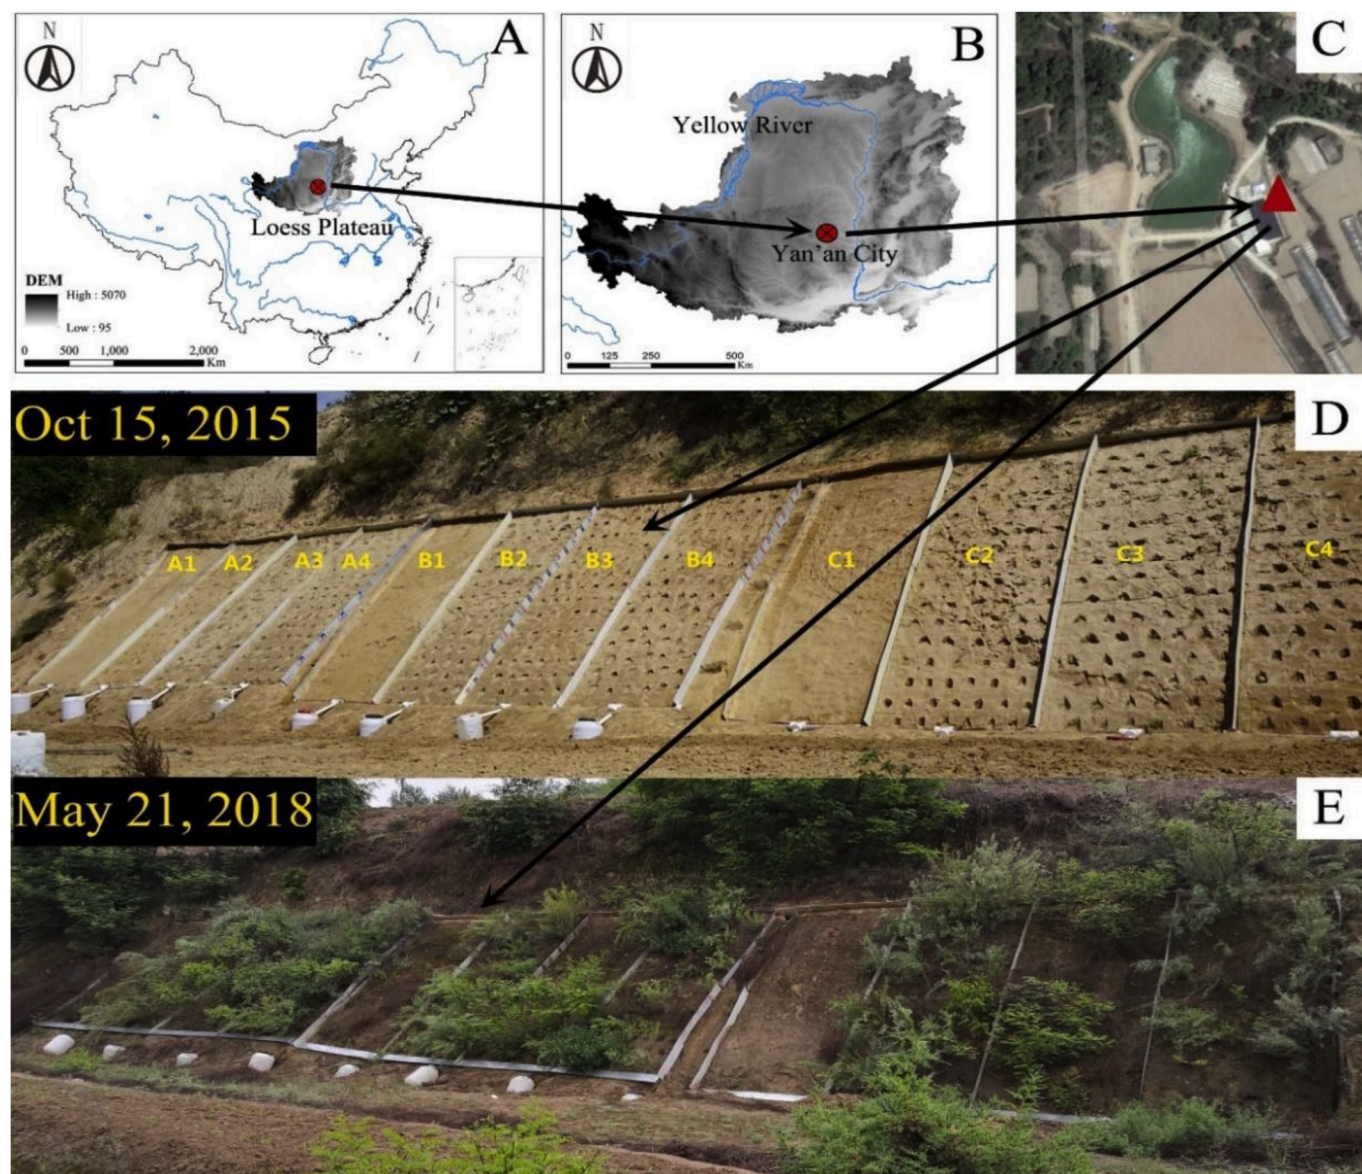 N
A
Loess Plateau
DEM
High : 5070
Low : 95
0 500 1,000 2,000
Km
N
B
Yellow River
Yan'an City
0 125 250 500
Km
C
Oct 15, 2015
D
A1 A2 A3 A4 B1 B2 B3 B4 C1 C2 C3 C4
May 21, 2018
E